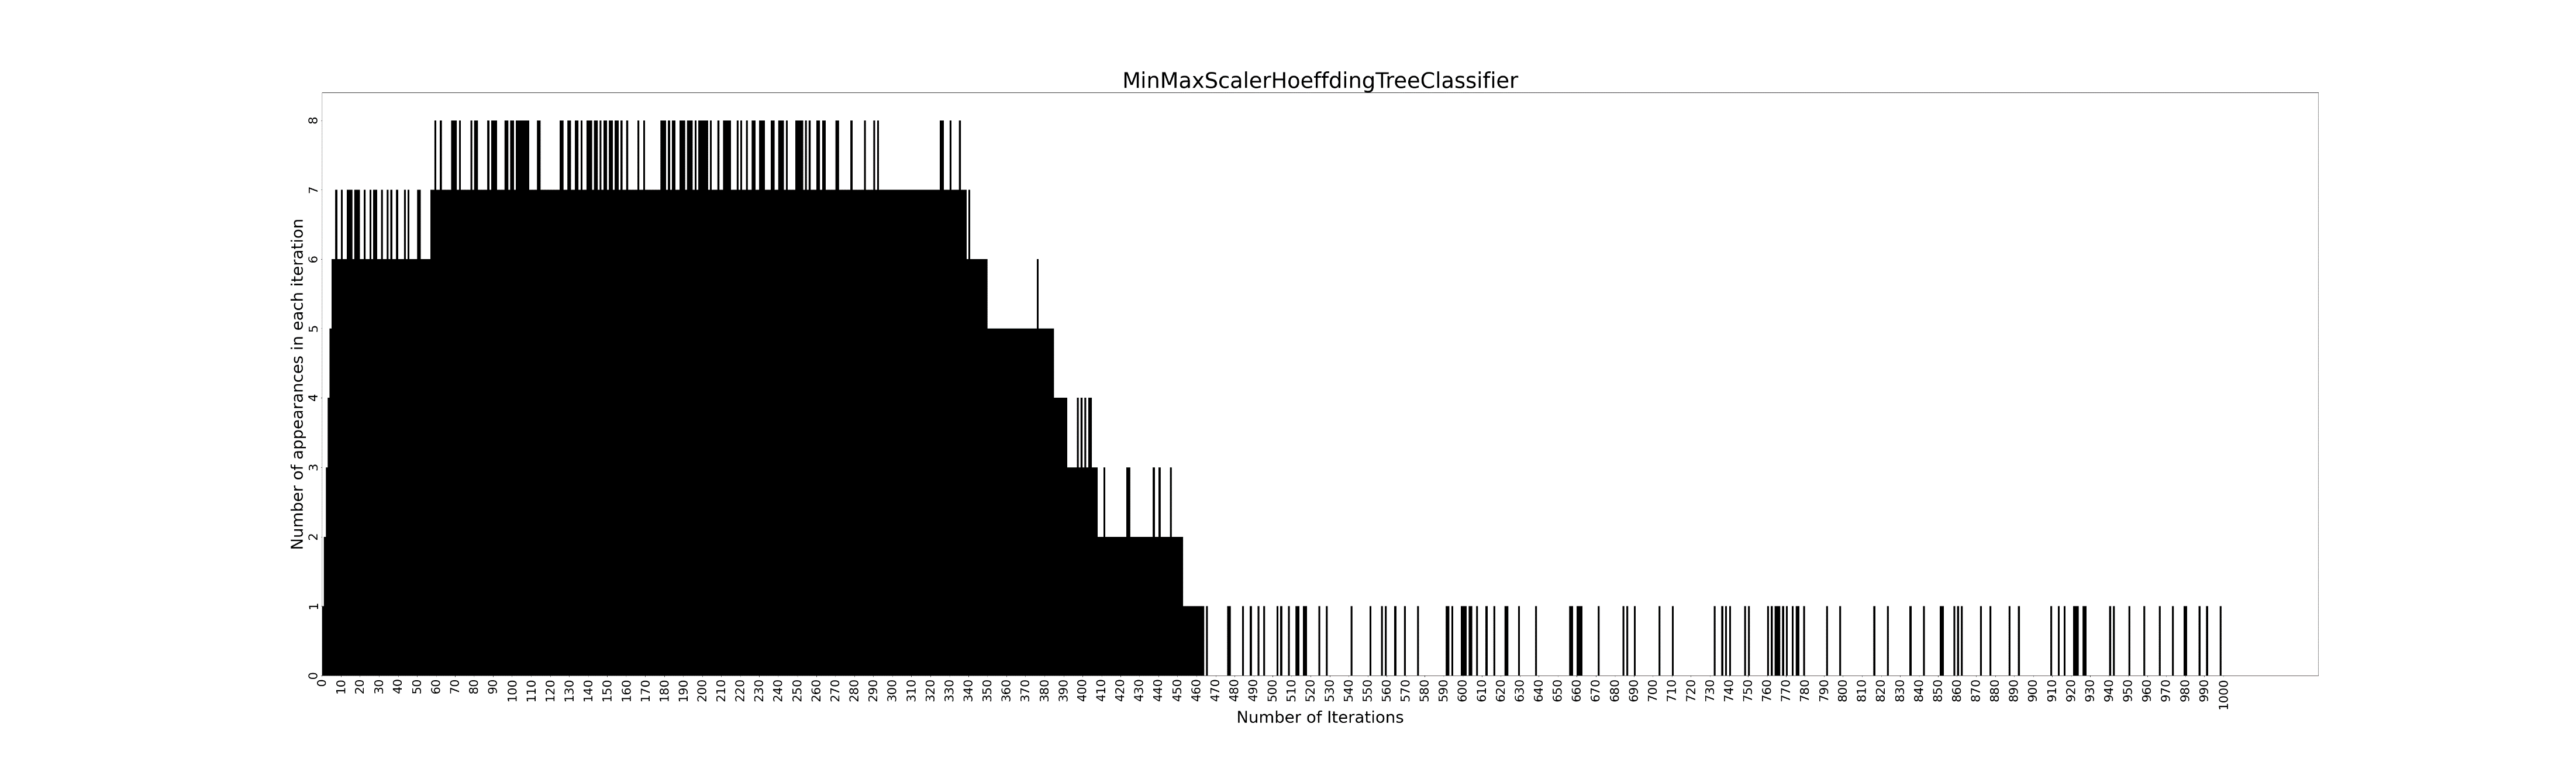 MinMaxScalerHoeffdingTreeClassifier
Number of appearances in each iteration
8
7
6
5
4
3
2
1
0
0 10 20 30 40 50 60 70 80 90 100 110 120 130 140 150 160 170 180 190 200 210 220 230 240 250 260 270 280 290 300 310 320 330 340 350 360 370 380 390 400 410 420 430 440 450 460 470 480 490 500 510 520 530 540 550 560 570 580 590 600 610 620 630 640 650 660 670 680 690 700 710 720 730 740 750 760 770 780 790 800 810 820 830 840 850 860 870 880 890 900 910 920 930 940 950 960 970 980 990 1000
Number of Iterations